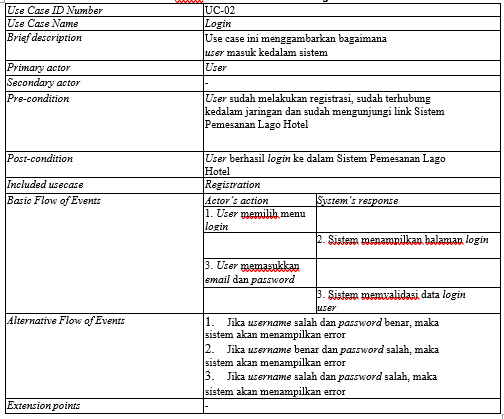 Use Case ID Number UC-02
Use Case Name Login
Brief description Use case ini menggambarkan bagaimana
user masuk kedalam sistem
Primary actor User
Secondary actor -
Pre-condition User sudah melakukan registrasi, sudah terhubung
kedalam jaringan dan sudah mengunjungi link Sistem
Pemesanan Lago Hotel
Post-condition User berhasil login ke dalam Sistem Pemesanan Lago
Hotel
Included usecase Registration
Basic Flow of Events Actor´s action System´s response
1. User memilih menu
login
2. Sistem menampilkan halaman login
3. User memasukkan
email dan password
3. Sistem memvalidasi data login
user
Alternative Flow of Events 1. Jika username salah dan password benar, maka
sistem akan menampilkan error
2. Jika username benar dan password salah, maka
sistem akan menampilkan error
3. Jika username salah dan password salah, maka
sistem akan menampilkan error
Extension points -